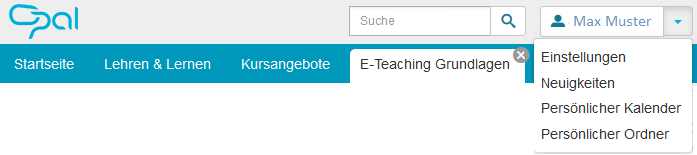 Opal
Suche
Max Muster
Startseite
Lehren & Lernen
Kursangebote
E-Teaching Grundlagen
Einstellungen
Neuigkeiten
Persönlicher Kalender
Persönlicher Ordner